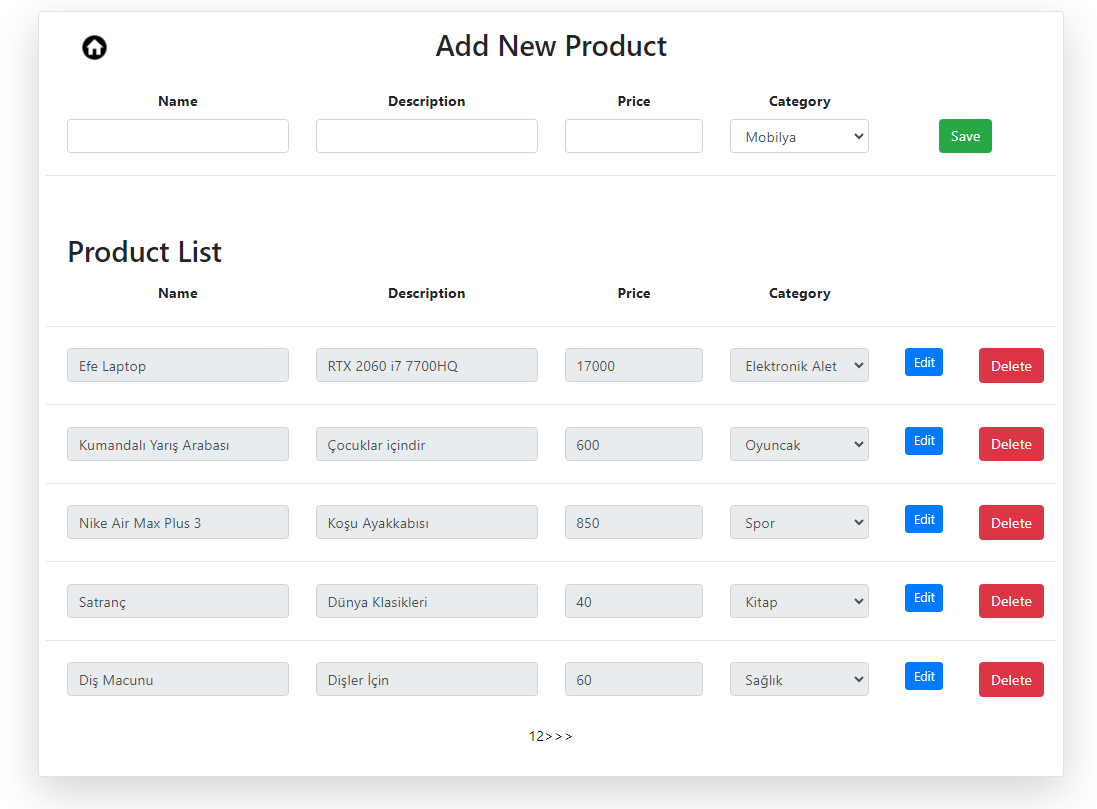 Add New Product
Name Description Price Category
Mobilya Save
Product List
Name Description Price Category
Efe Laptop RTX 2060 i7 7700HQ 17000 Elektronik Alet Edit Delete
Kumandalı Yarış Arabası Çocuklar içindir 600 Oyuncak Edit Delete
Nike Air Max Plus 3 Koşu Ayakkabısı 850 Spor Edit Delete
Satranç Dünya Klasikleri 40 Kitap Edit Delete
Diş Macunu Dişler İçin 60 Sağlık Edit Delete
12>>>